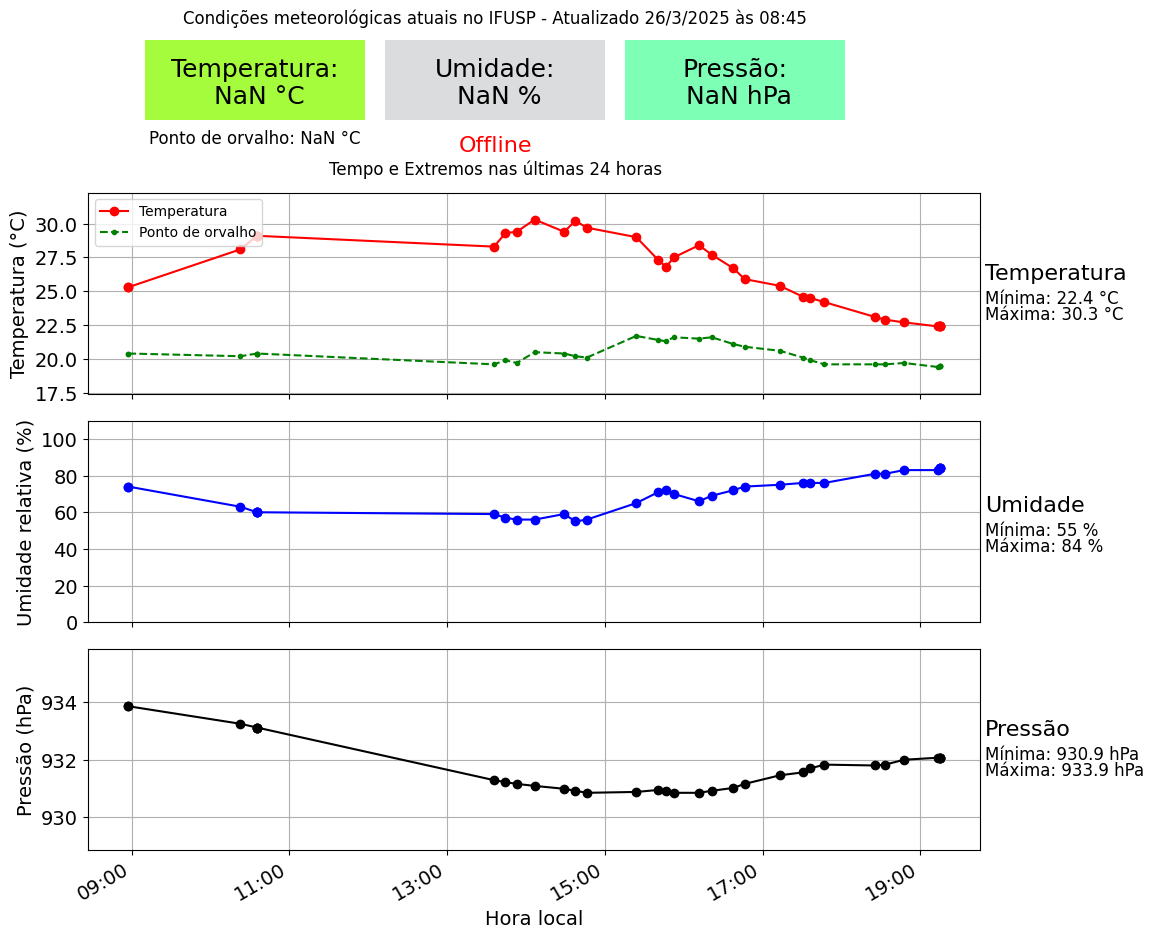 Condições meteorológicas atuais no IFUSP - Atualizado 26/3/2025 às 08:45
Temperatura:
NaN °C
Umidade:
NaN %
Pressão:
NaN hPa
Ponto de orvalho: NaN °C
Offline
Tempo e Extremos nas últimas 24 horas
Temperatura (°C)
30.0
27.5
25.0
22.5
20.0
17.5
Temperatura
Ponto de orvalho
Temperatura
Mínima: 22.4 °C
Máxima: 30.3 °C
Umidade relativa (%)
100
80
60
40
20
0
Umidade
Mínima: 55 %
Máxima: 84 %
Pressão (hPa)
934
932
930
Pressão
Mínima: 930.9 hPa
Máxima: 933.9 hPa
09:00
11:00
13:00
15:00
17:00
19:00
Hora local